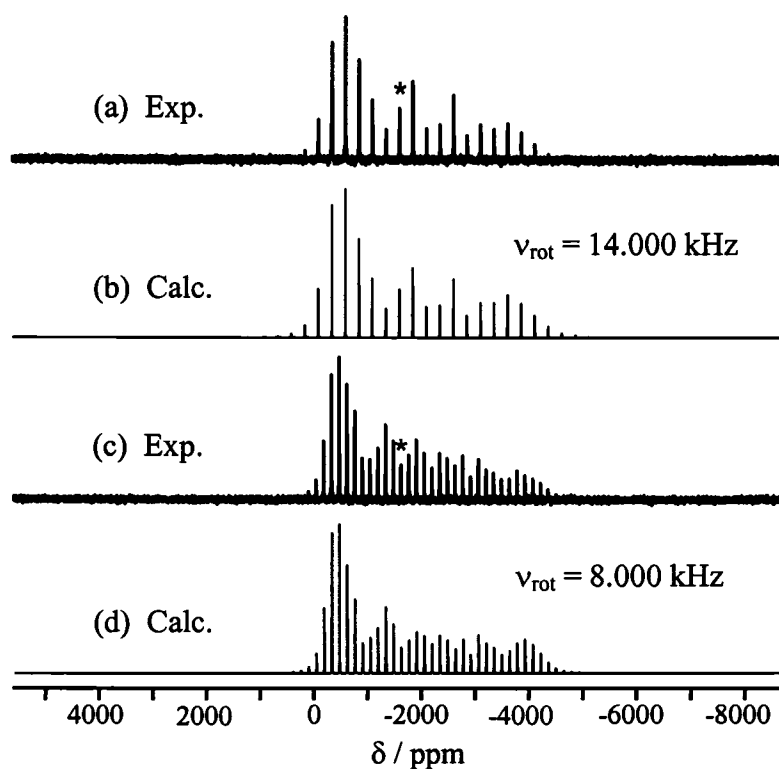 *
(a) Exp.
ν_rot = 14.000 kHz
(b) Calc.
*
(c) Exp.
ν_rot = 8.000 kHz
(d) Calc.
4000 2000 0 -2000 -4000 -6000 -8000
δ / ppm